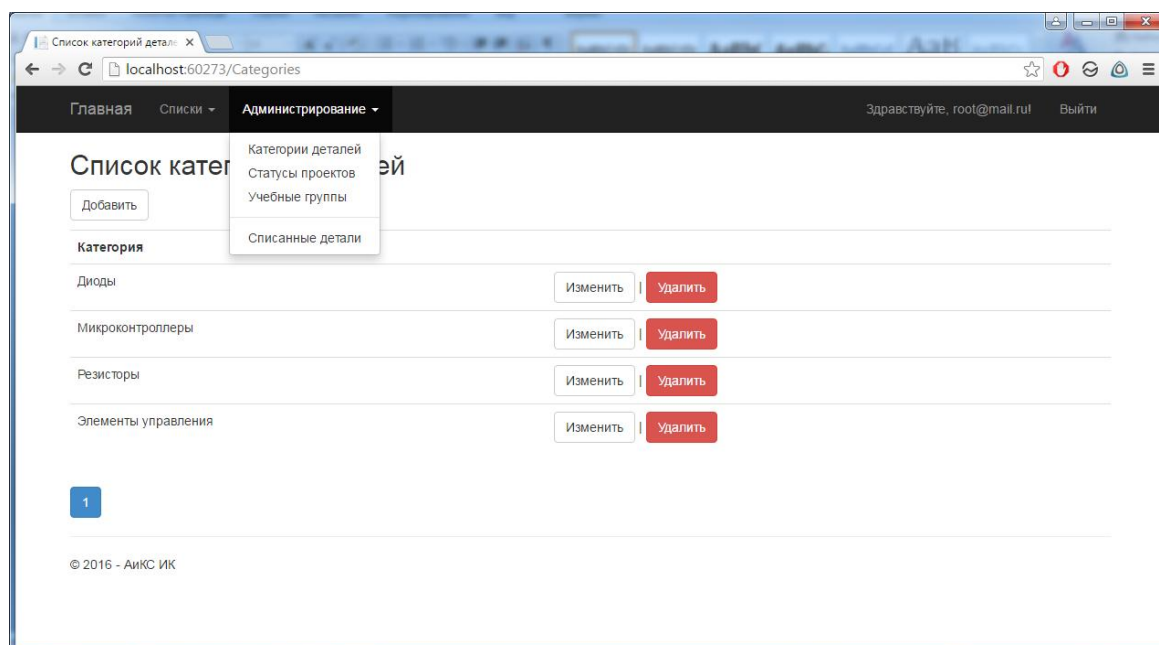 Список категорий детале
localhost:60273/Categories
Главная Списки Администрирование Здравствуйте, root@mail.ru! Выйти
Категории деталей
Статусы проектов
Учебные группы
Списанные детали
Список катег ей
Добавить
Категория
Диоды Изменить | Удалить
Микроконтроллеры Изменить | Удалить
Резисторы Изменить | Удалить
Элементы управления Изменить | Удалить
1
© 2016 - АиКС ИК